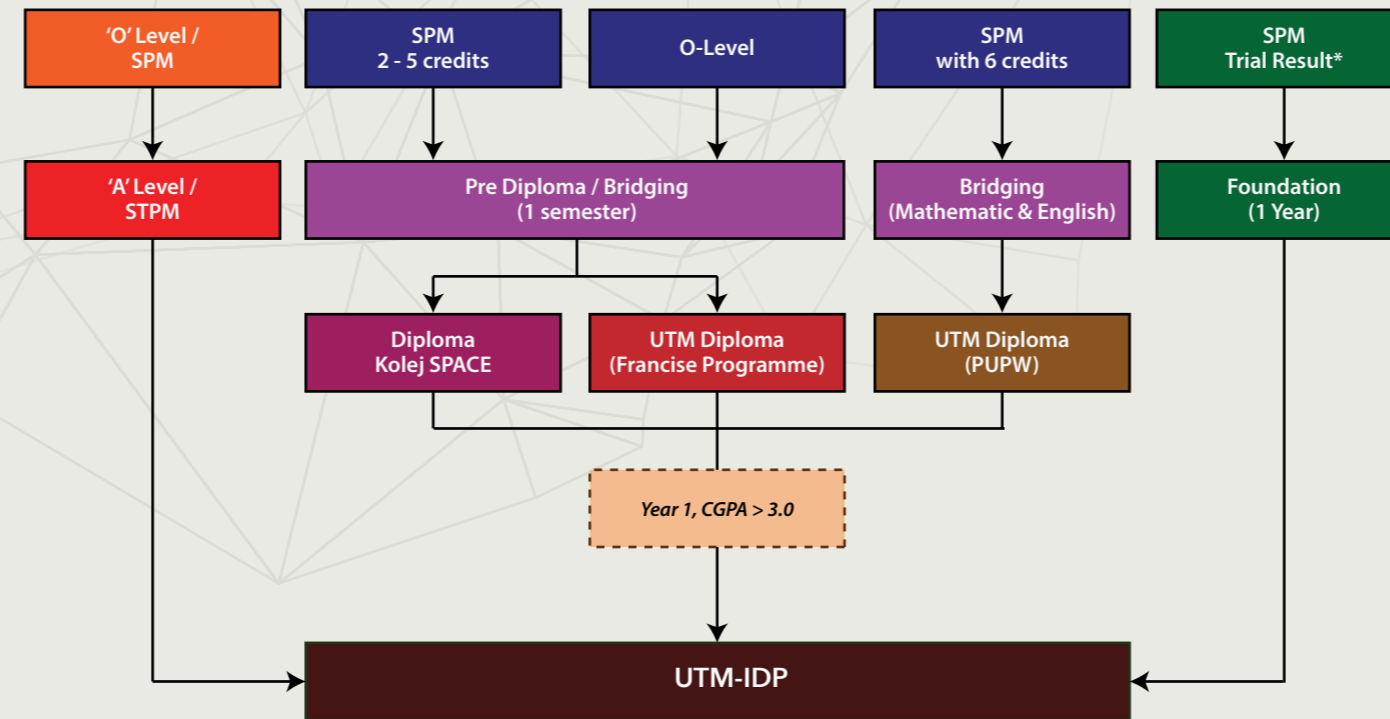 ‘O’ Level /
SPM
SPM
2 - 5 credits
O-Level
SPM
with 6 credits
SPM
Trial Result*
‘A’ Level /
STPM
Pre Diploma / Bridging
(1 semester)
Bridging
(Mathematic & English)
Foundation
(1 Year)
Diploma
Kolej SPACE
UTM Diploma
(Francise Programme)
UTM Diploma
(PUPW)
Year 1, CGPA > 3.0
UTM-IDP